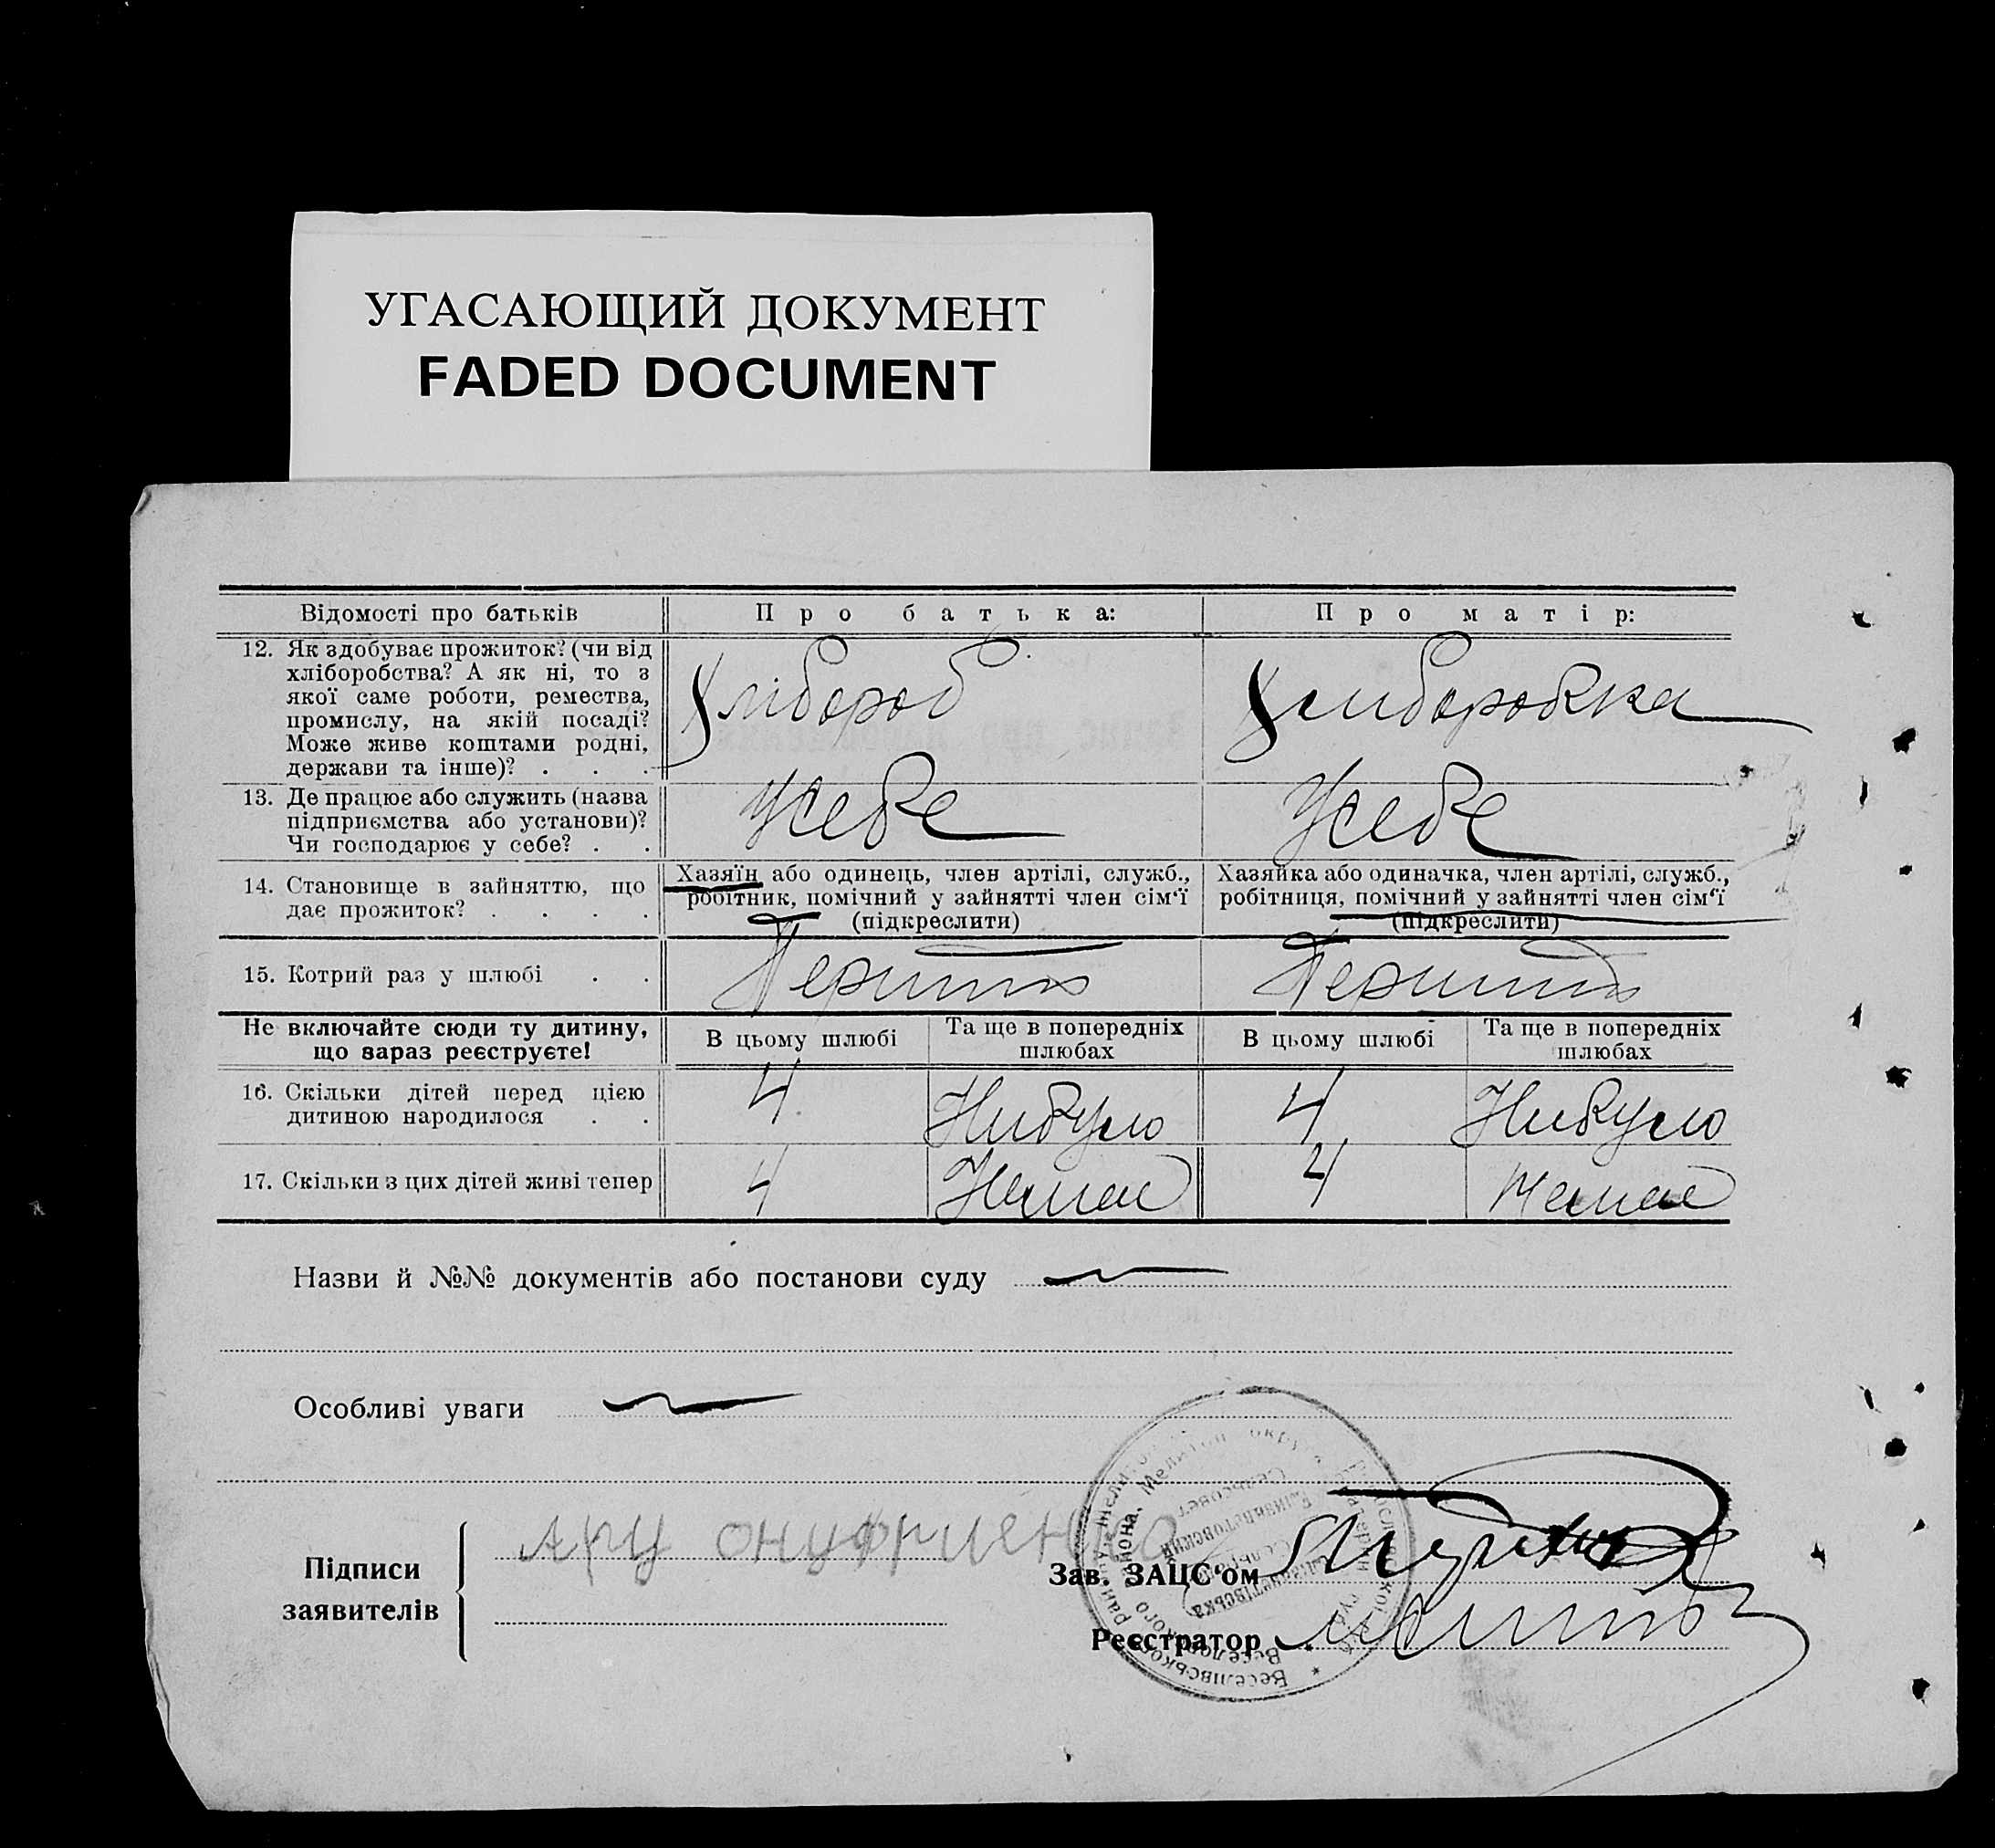 УГАСАЮЩИЙ ДОКУМЕНТ
FADED DOCUMENT
Відомості про батьків
Про батька:
Про матір:
12. Як здобуває прожиток? (чи від
хліборобства? А як ні, то з
якої саме роботи, ремества,
промислу, на якій посаді?
Може живе коштами родні,
держави та інше)? . . .
Хлібороб
Хлиборобка
13. Де працює або служить (назва
підприємства або установи)?
Чи господарює у себе? . .
Усебе
Усебе
14. Становище в зайняттю, що
дає прожиток? . . . .
Хазяїн або одинець, член артілі, служб.,
робітник, помічний у зайнятті член сім'ї
(підкреслити)
Хазяйка або одиначка, член артілі, служб.,
робітниця, помічний у зайнятті член сім'ї
(підкреслити)
15. Котрий раз у шлюбі . .
Перший
Перший
Не включайте сюди ту дитину,
що зараз реєструєте!
В цьому шлюбі
Та ще в попередніх
шлюбах
В цьому шлюбі
Та ще в попередніх
шлюбах
16. Скільки дітей перед цією
дитиною народилося . .
4
Нибуло
4
Нибуло
17. Скільки з цих дітей живі тепер
4
Немає
4
Немає
Назви й №№ документів або постанови суду
Особливі уваги
Підписи
заявителів
онуфриенко
Зав. ЗАЦС'ом
Реєстратор